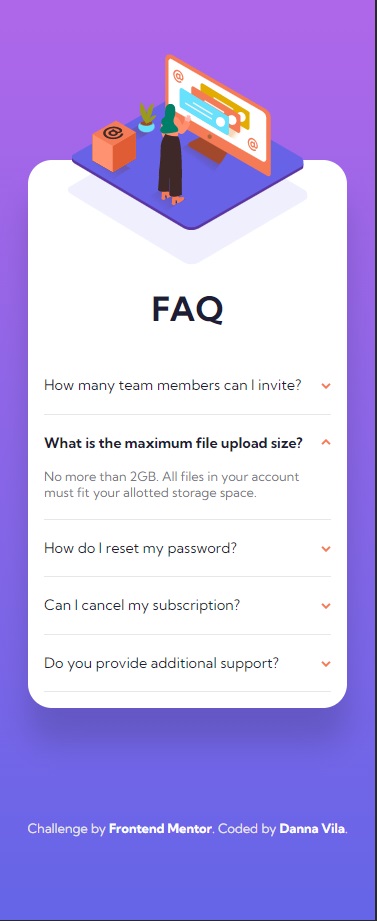 @
@
@
FAQ
How many team members can I invite?
What is the maximum file upload size?
No more than 2GB. All files in your account
must fit your allotted storage space.
How do I reset my password?
Can I cancel my subscription?
Do you provide additional support?
Challenge by Frontend Mentor. Coded by Danna Vila.